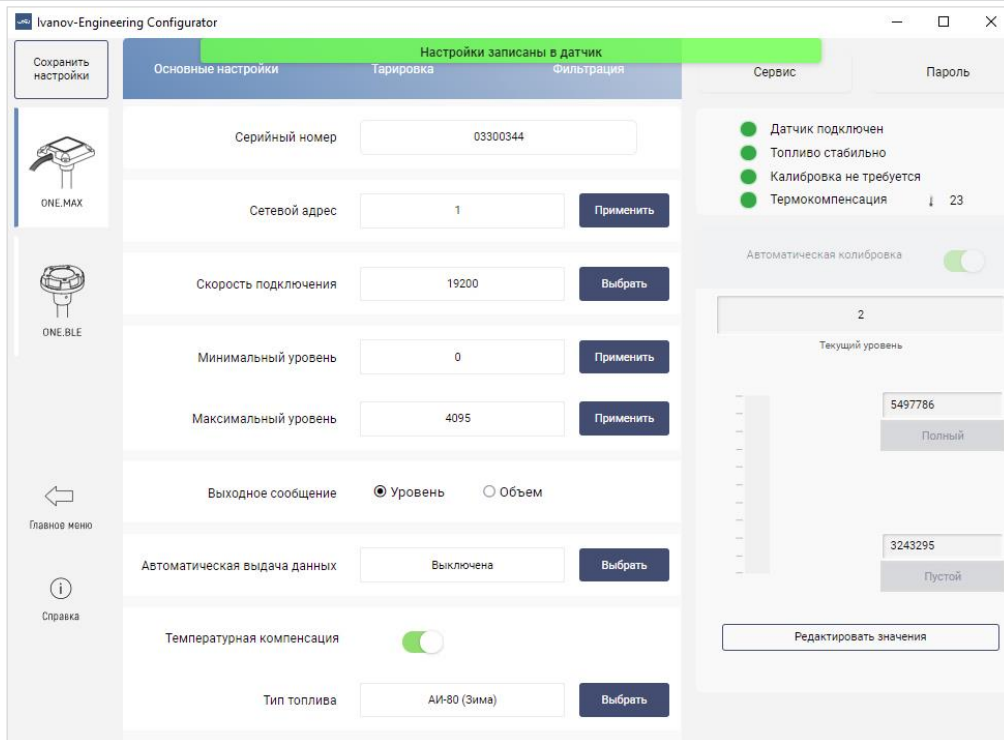 Ivanov-Engineering Configurator
Настройки записаны в датчик
Сохранить
настройки
Основные настройки
Тарировка
Фильтрация
Сервис
Пароль
ONE.MAX
ONE.BLE
Главное меню
Справка
Серийный номер
03300344
Сетевой адрес
1
Применить
Скорость подключения
19200
Выбрать
Минимальный уровень
0
Применить
Максимальный уровень
4095
Применить
Выходное сообщение
Уровень
Объем
Автоматическая выдача данных
Выключена
Выбрать
Температурная компенсация
Тип топлива
АИ-80 (Зима)
Выбрать
Датчик подключен
Топливо стабильно
Калибровка не требуется
Термокомпенсация
23
Автоматическая колибровка
2
Текущий уровень
5497786
Полный
3243295
Пустой
Редактировать значения